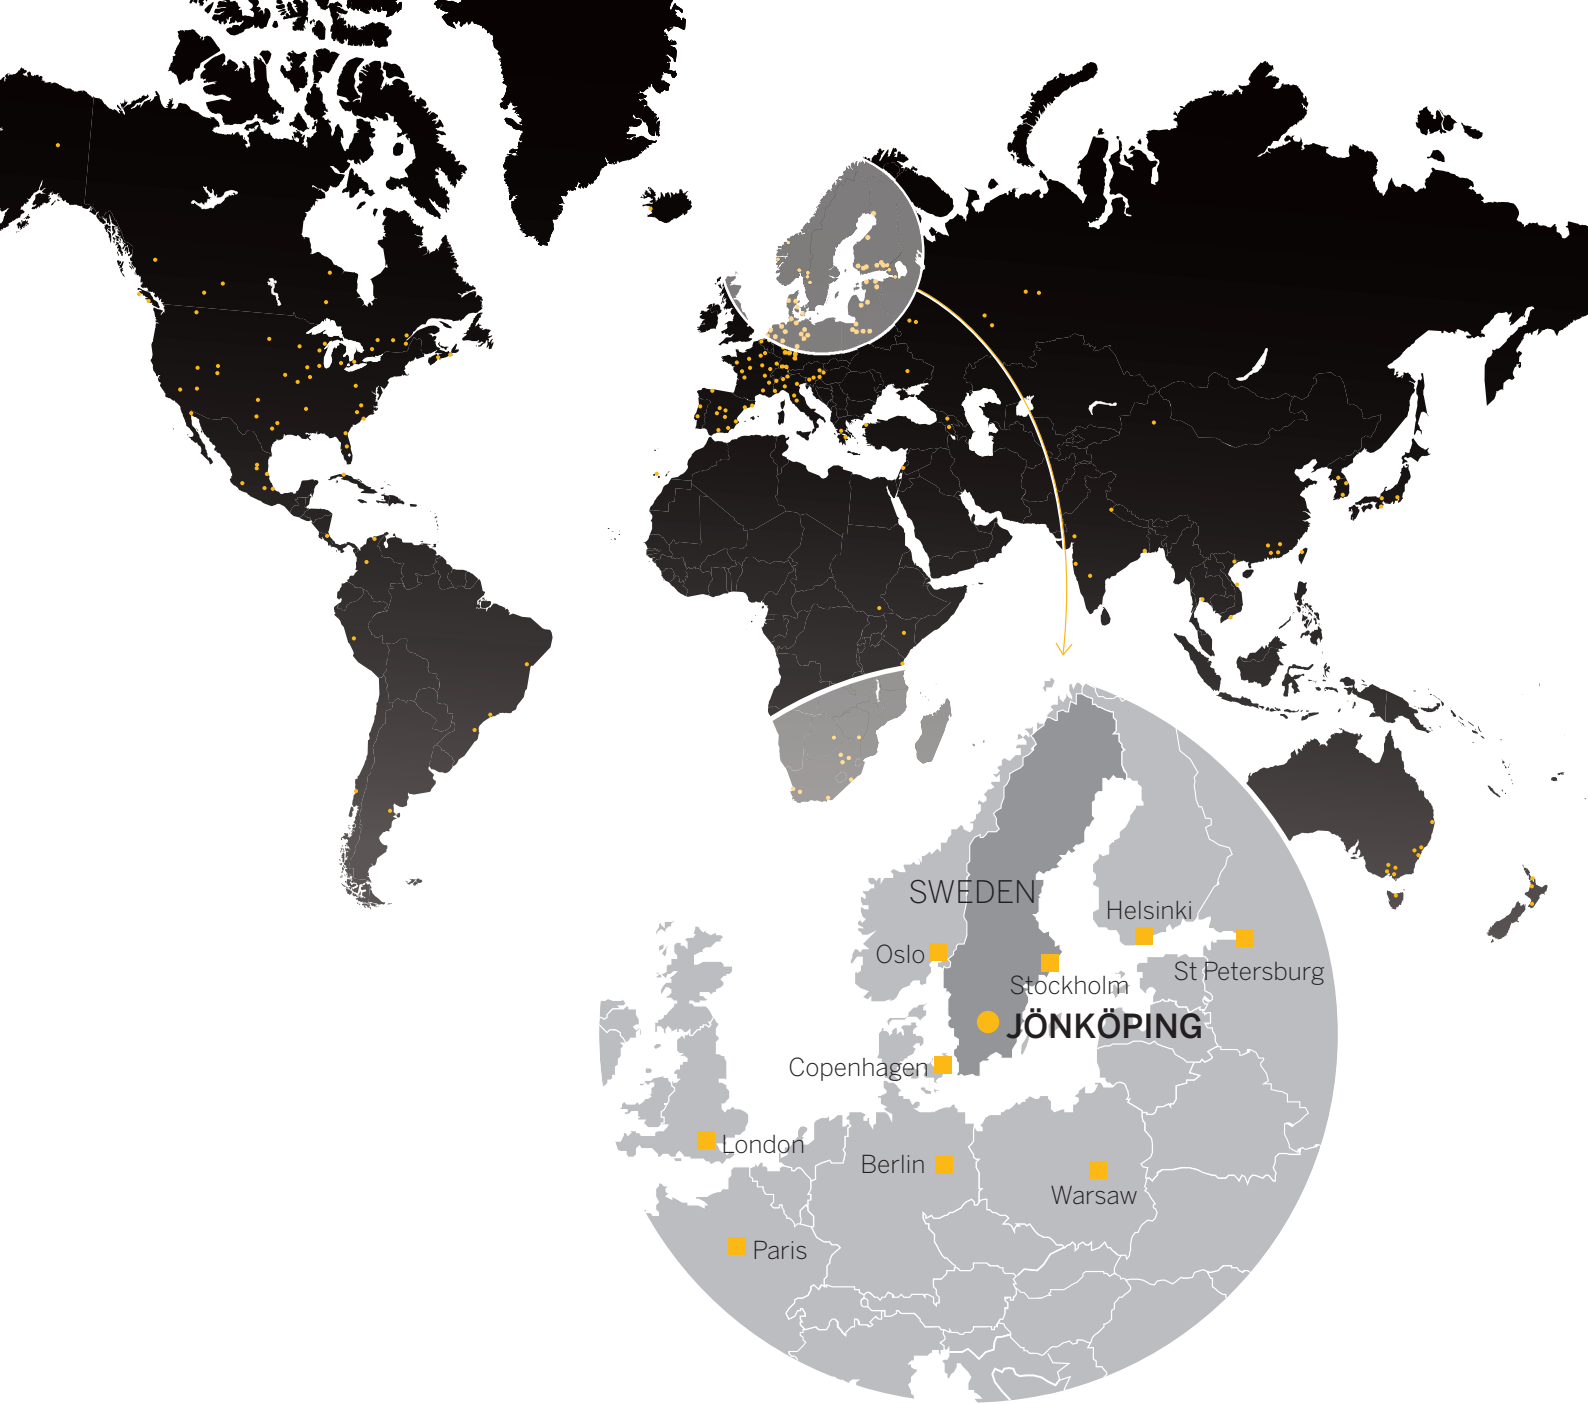 SWEDEN
Helsinki
Oslo
St Petersburg
Stockholm
JÖNKÖPING
Copenhagen
London
Berlin
Warsaw
Paris